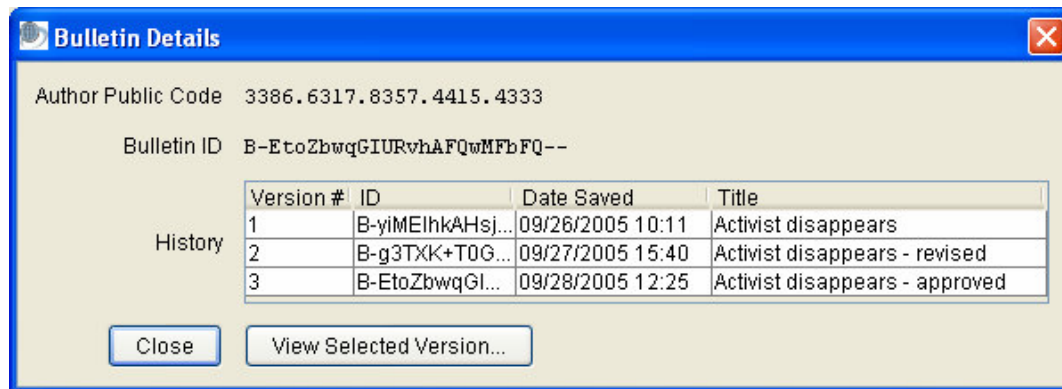 Bulletin Details
Author Public Code 3386.6317.8357.4415.4333
Bulletin ID B-EtoZbwqGIURvhAFQwMFbFQ--
History
Version # ID Date Saved Title
1 B-yiMEIhkAHsj... 09/26/2005 10:11 Activist disappears
2 B-g3TXK+T0G... 09/27/2005 15:40 Activist disappears - revised
3 B-EtoZbwqGI... 09/28/2005 12:25 Activist disappears - approved
Close View Selected Version...